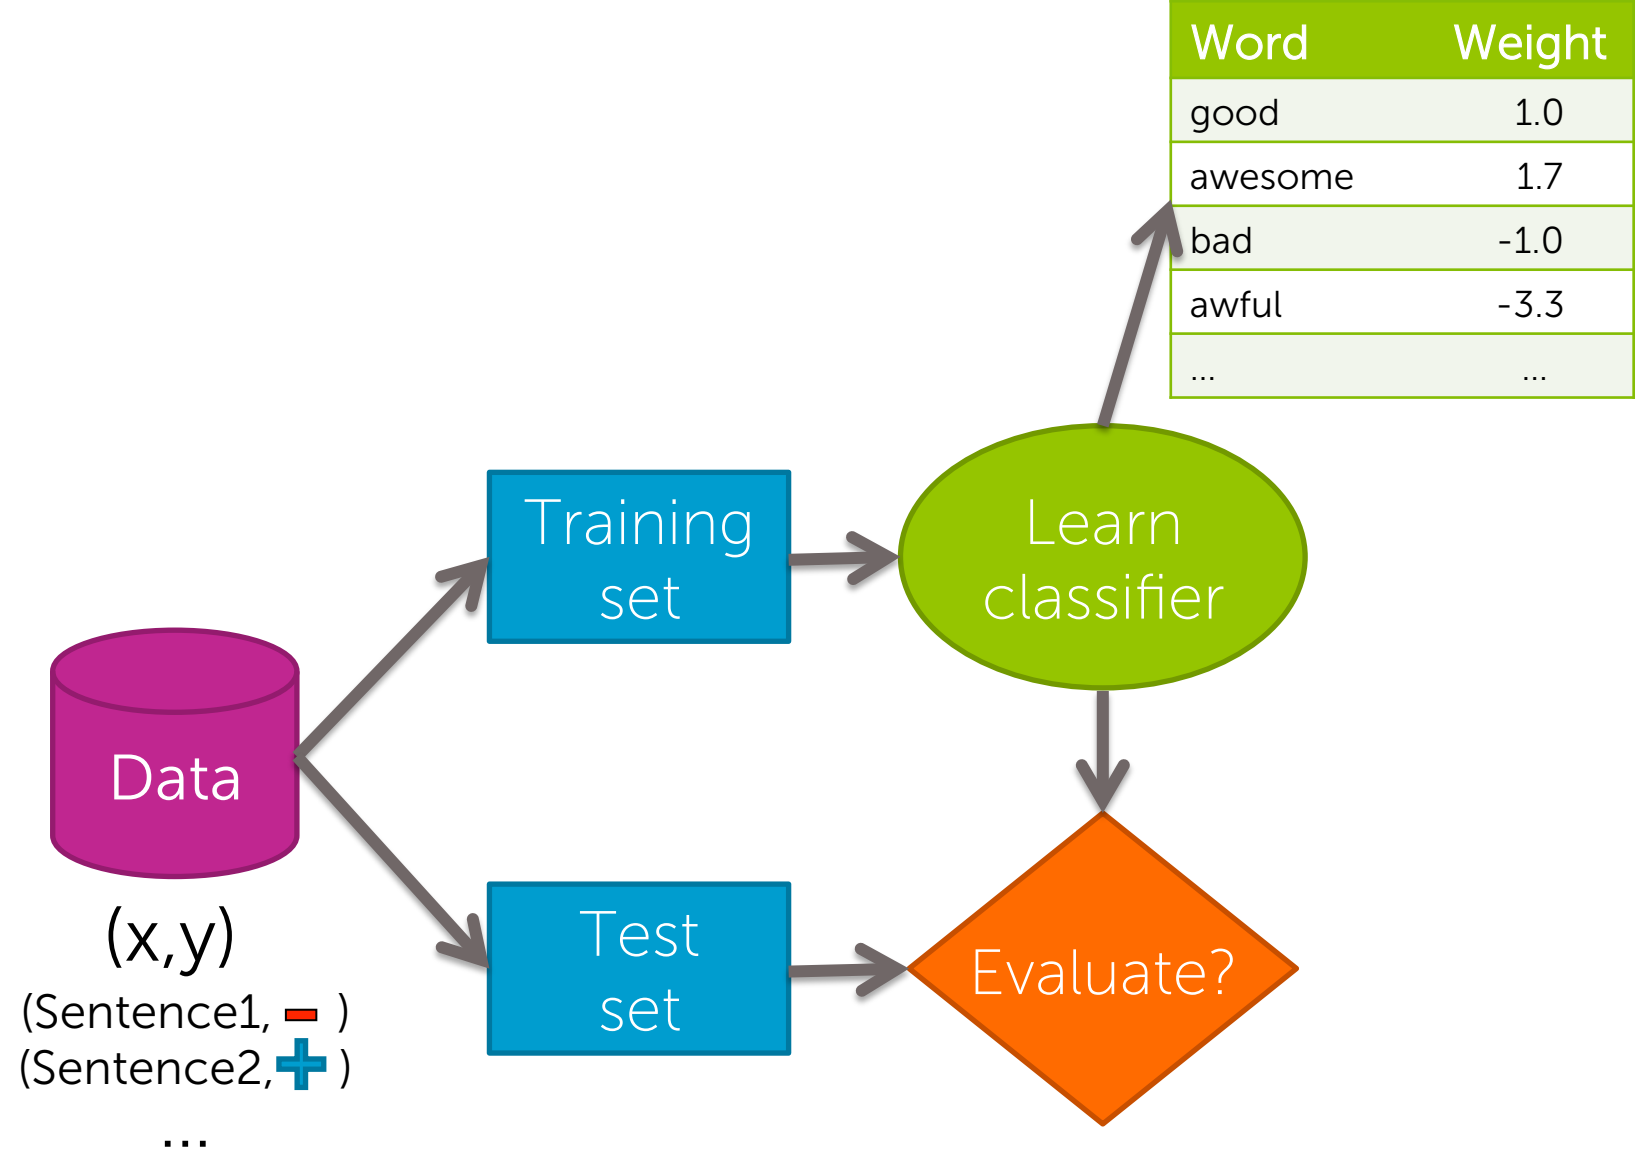 Word Weight
good 1.0
awesome 1.7
bad -1.0
awful -3.3
... ...
Training
set
Learn
classifier
Data
Test
set
Evaluate?
(x,y)
(Sentence1, - )
(Sentence2, + )
...